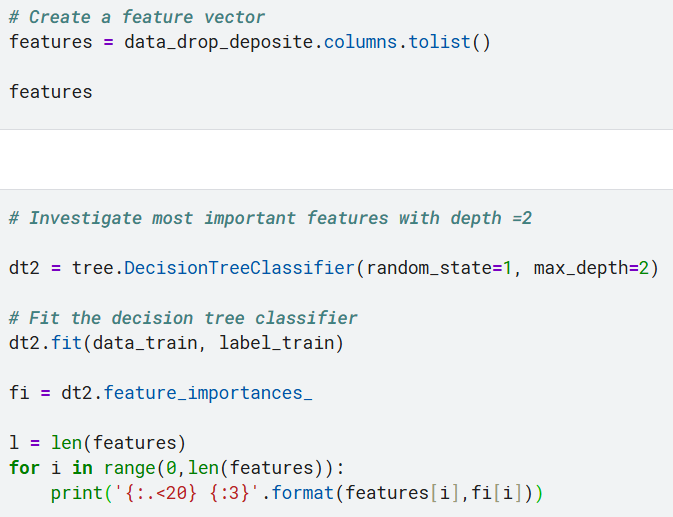 # Create a feature vector
features = data_drop_deposite.columns.tolist()
features
# Investigate most important features with depth =2
dt2 = tree.DecisionTreeClassifier(random_state=1, max_depth=2)
# Fit the decision tree classifier
dt2.fit(data_train, label_train)
fi = dt2.feature_importances_
l = len(features)
for i in range(0,len(features)):
    print('{:.<20} {:3}'.format(features[i],fi[i]))